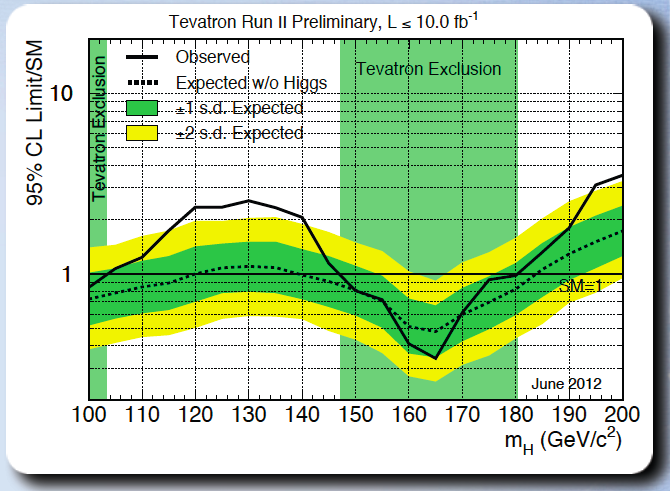 Tevatron Run II Preliminary, L ≤ 10.0 fb⁻¹
95% CL Limit/SM
10
1
Tevatron Exclusion
Observed
Expected w/o Higgs
±1 s.d. Expected
±2 s.d. Expected
Tevatron Exclusion
SM=1
June 2012
100 110 120 130 140 150 160 170 180 190 200
m_H (GeV/c²)